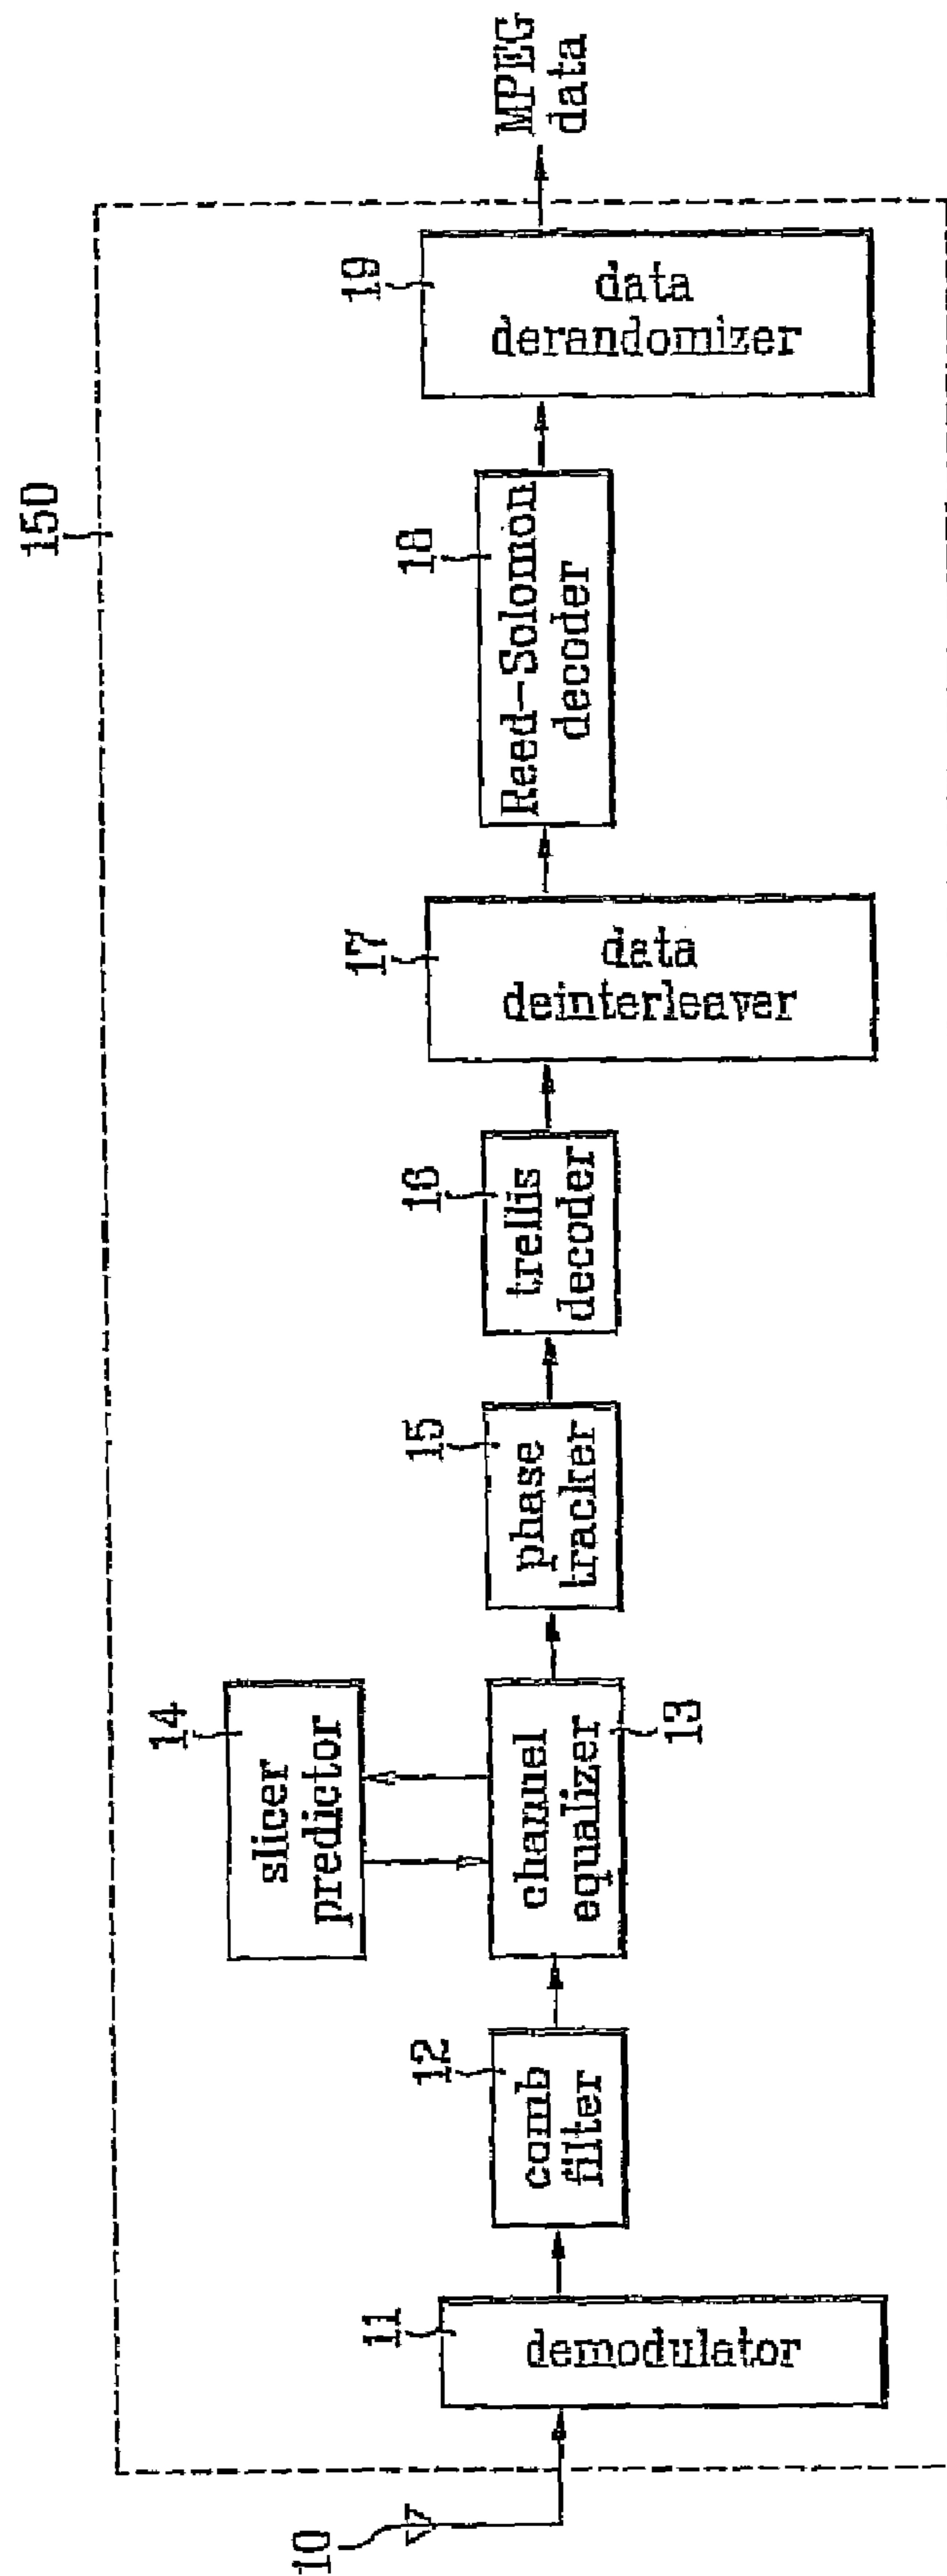 150
10
11
demodulator
12
comb
filter
14
slicer
predictor
channel
equalizer
13
15
phase
tracker
16
trellis
decoder
17
data
deinterleaver
18
Reed-Solomon
decoder
19
data
derandomizer
MPEG
data